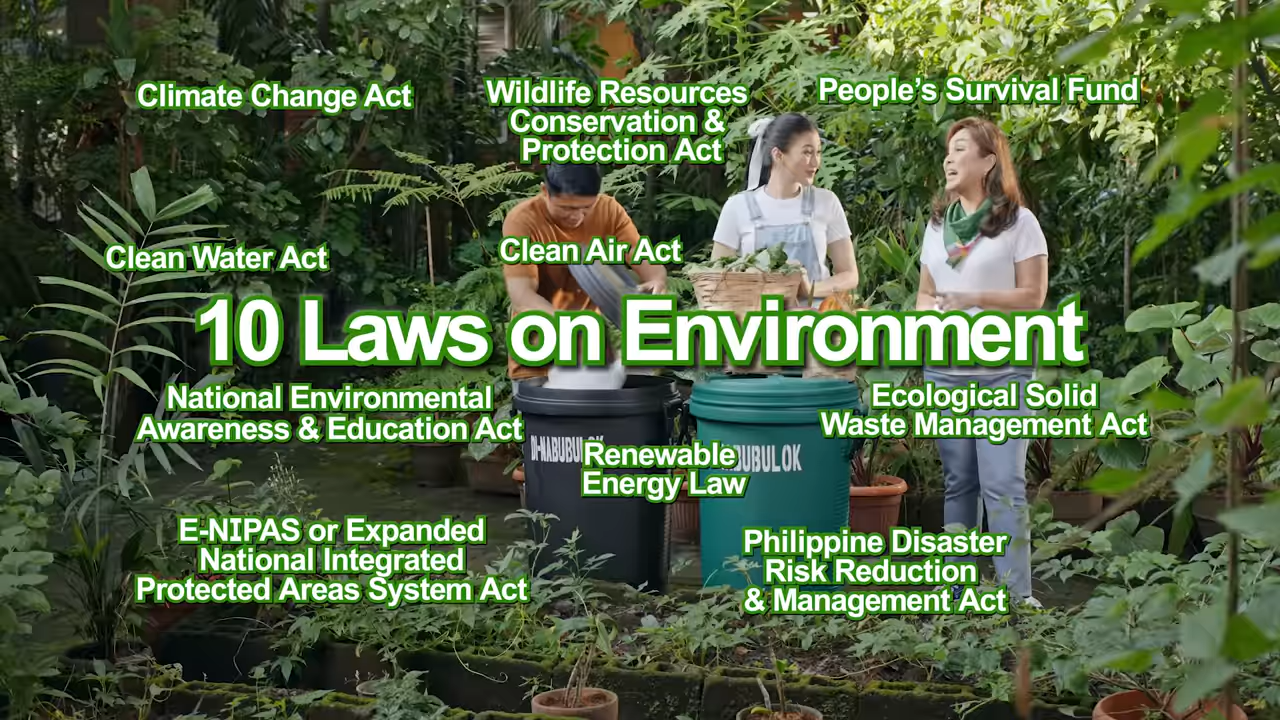 Climate Change Act
Wildlife Resources
Conservation &
Protection Act
People's Survival Fund
Clean Water Act
Clean Air Act
10 Laws on Environment
National Environmental
Awareness & Education Act
Ecological Solid
Waste Management Act
DI-NABUBULOK
Renewable
Energy Law
E-NIPAS or Expanded
National Integrated
Protected Areas System Act
Philippine Disaster
Risk Reduction
& Management Act